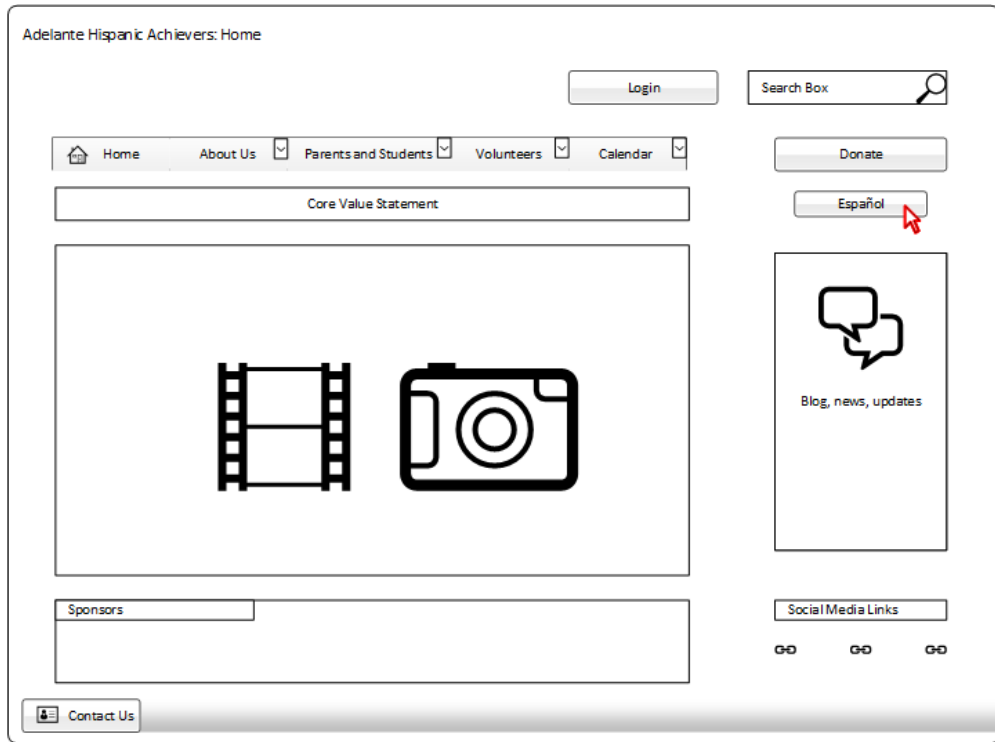 Adelante Hispanic Achievers: Home
Login
Search Box
Home
About Us
Parents and Students
Volunteers
Calendar
Donate
Core Value Statement
Español
Blog, news, updates
Sponsors
Social Media Links
Contact Us